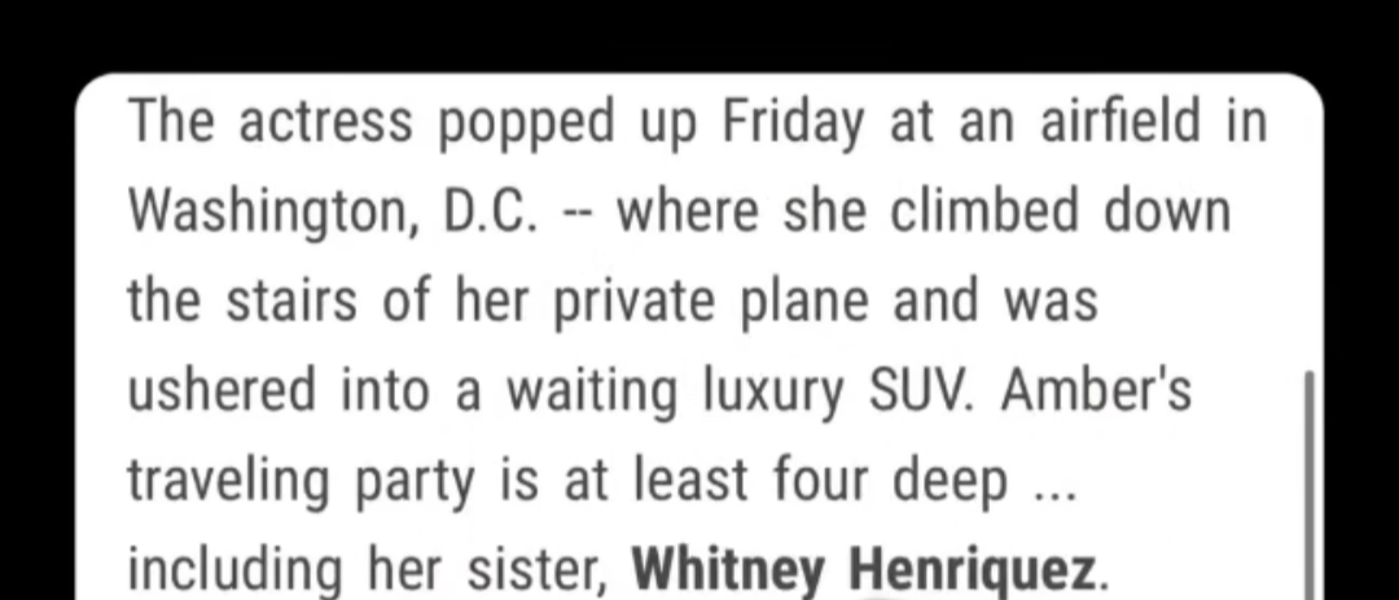 The actress popped up Friday at an airfield in
Washington, D.C. -- where she climbed down
the stairs of her private plane and was
ushered into a waiting luxury SUV. Amber's
traveling party is at least four deep ...
including her sister, Whitney Henriquez.